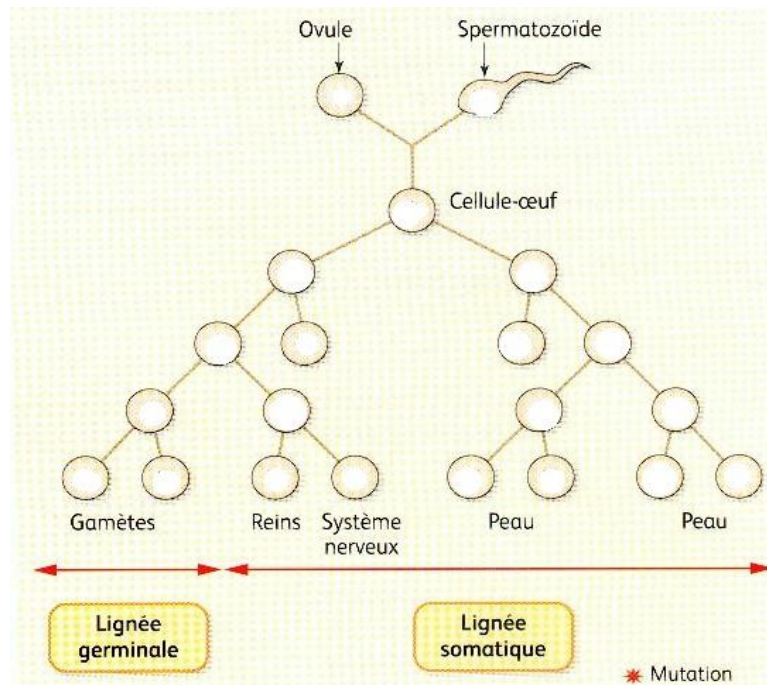 Ovule Spermatozoïde
Cellule-œuf
Gamètes Reins Système nerveux Peau Peau
Lignée germinale
Lignée somatique
Mutation